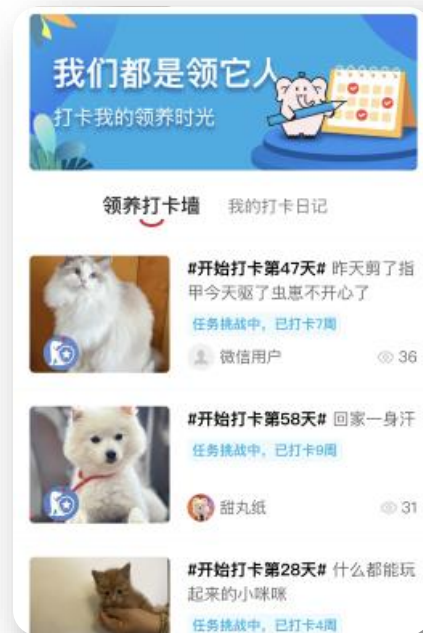 我们都是领它人
打卡我的领养时光
领养打卡墙
我的打卡日记
#开始打卡第47天# 昨天剪了指
甲今天驱了虫崽不开心了
任务挑战中，已打卡7周
微信用户
36
#开始打卡第58天# 回家一身汗
任务挑战中，已打卡9周
甜丸纸
31
#开始打卡第28天# 什么都能玩
起来的小咪咪
任务挑战中，已打卡4周